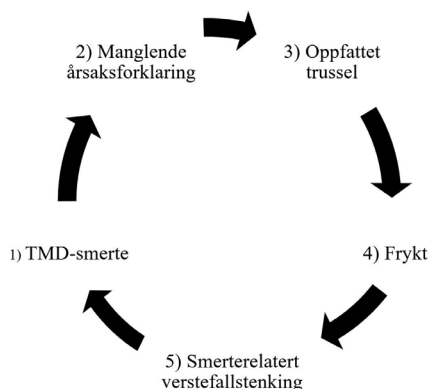 2) Manglende
årsaksforklaring
3) Oppfattet
trussel
1) TMD-smerte
4) Frykt
5) Smerterelatert
verstefallstenking